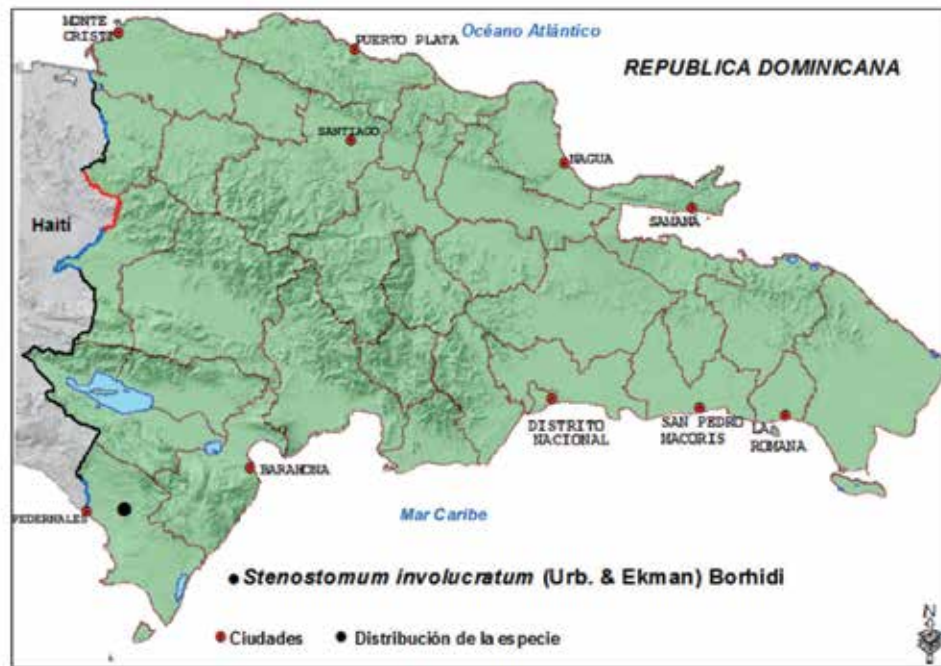 MONTE
CRISTI
PUERTO PLATA
Océano Atlántico
REPUBLICA DOMINICANA
SANTIAGO
NAGUA
SAMANA
Haití
DISTRITO
NACIONAL
SAN PEDRO
MACORIS
LA
ROMANA
BARAHONA
PEDERNALES
Mar Caribe
Stenostomum involucratum (Urb. & Ekman) Borhidi
Ciudades
Distribución de la especie
N